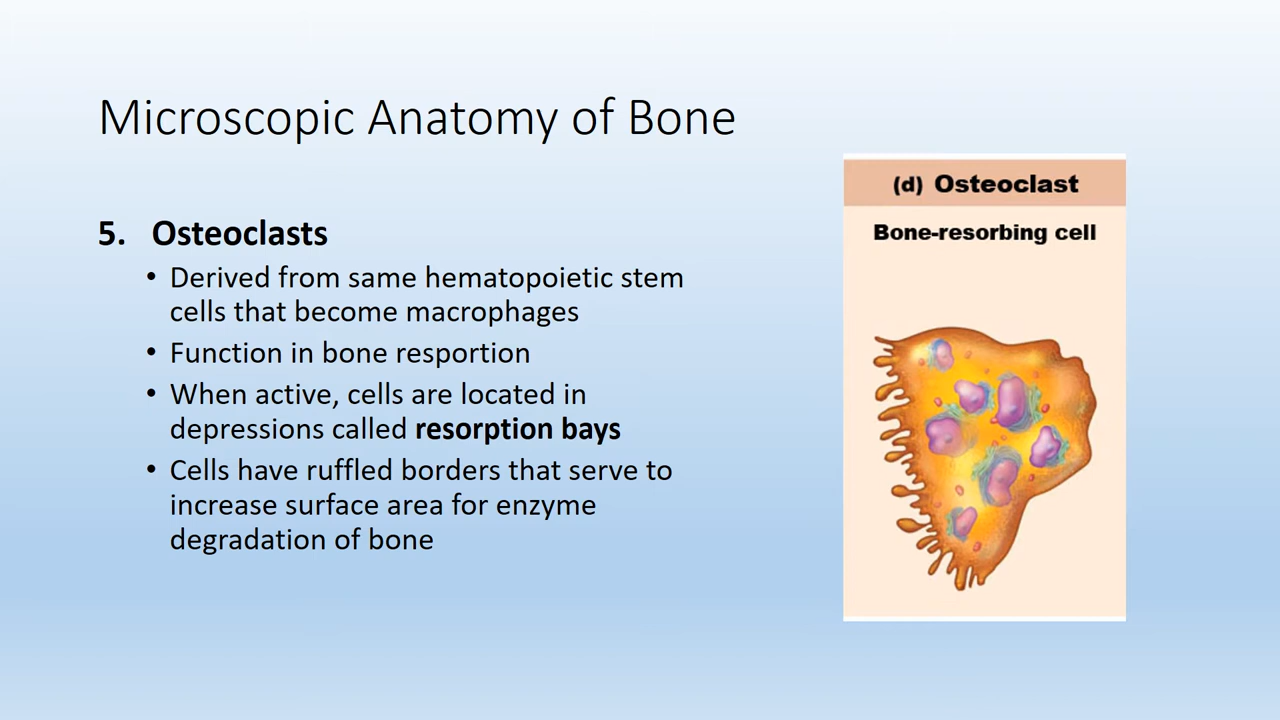 Microscopic Anatomy of Bone
5. Osteoclasts
• Derived from same hematopoietic stem
cells that become macrophages
• Function in bone resportion
• When active, cells are located in
depressions called resorption bays
• Cells have ruffled borders that serve to
increase surface area for enzyme
degradation of bone
(d) Osteoclast
Bone-resorbing cell